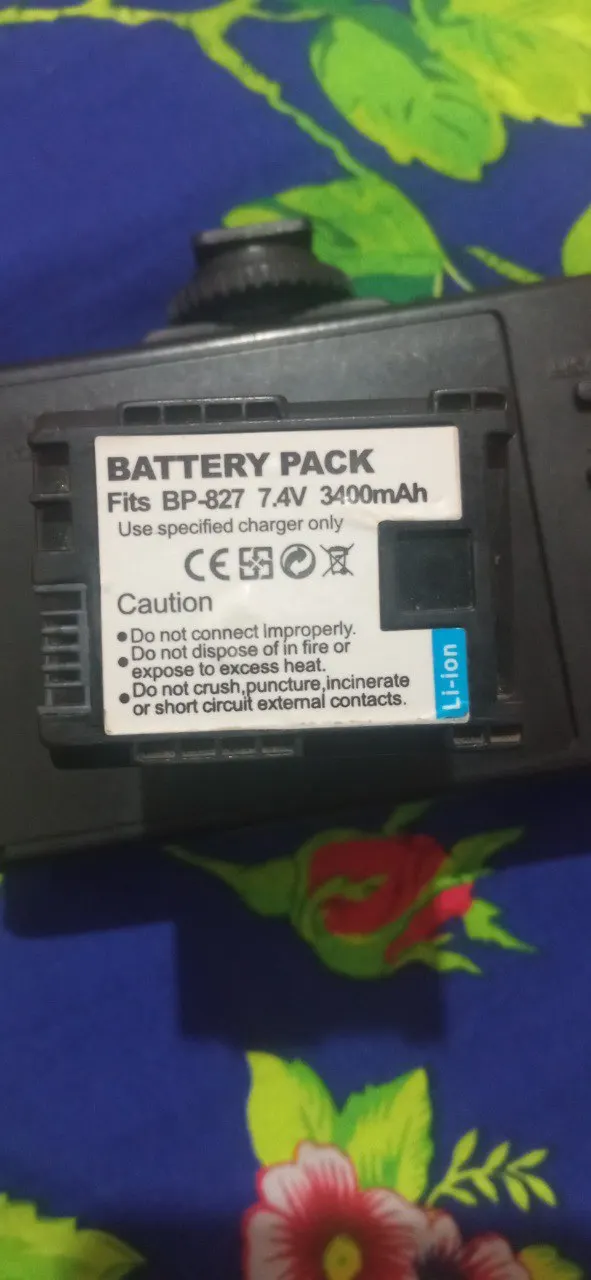 BATTERY PACK
Fits BP-827 7.4V 3400mAh
Use specified charger only
CE
Caution
•Do not connect Improperly.
•Do not dispose of in fire or
expose to excess heat.
•Do not crush,puncture,incinerate
or short circuit external contacts.
Li-ion